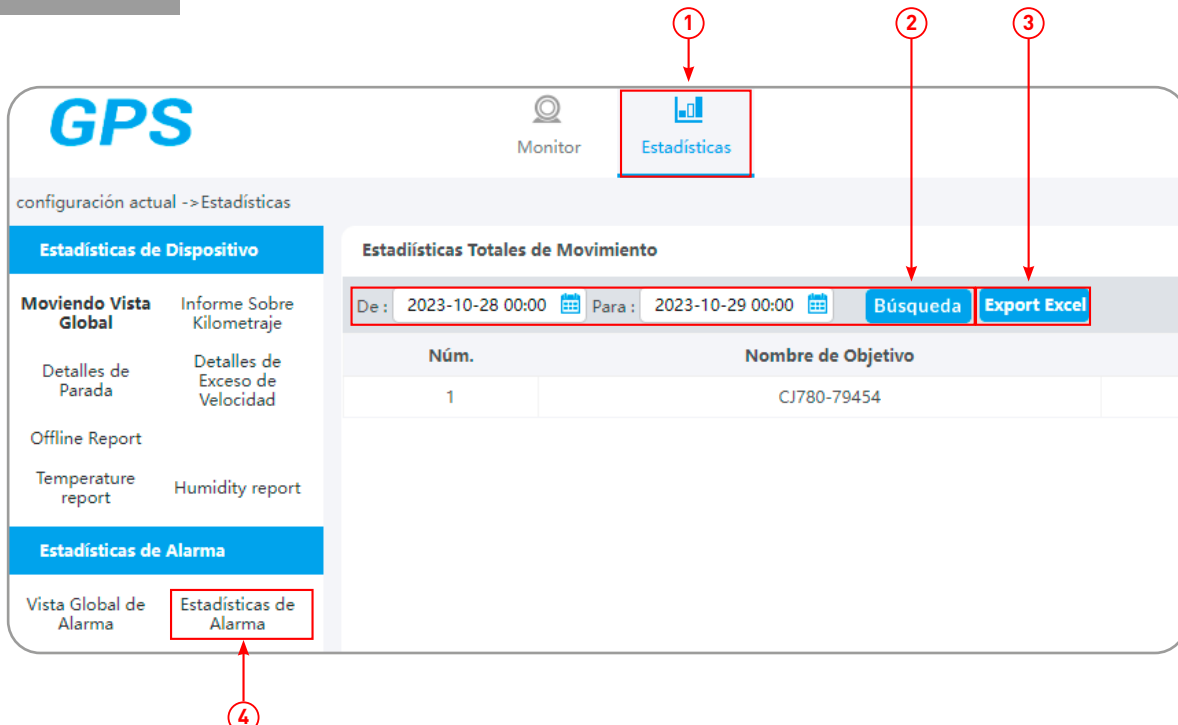 1
2
3
GPS
Monitor
Estadísticas
configuración actual ->Estadísticas
Estadísticas de Dispositivo
Moviendo Vista
Global
Informe Sobre
Kilometraje
Detalles de
Parada
Detalles de
Exceso de
Velocidad
Offline Report
Temperature
report
Humidity report
Estadísticas de Alarma
Vista Global de
Alarma
Estadísticas de
Alarma
Estadiísticas Totales de Movimiento
De : 2023-10-28 00:00 Para : 2023-10-29 00:00 Búsqueda Export Excel
Núm. Nombre de Objetivo
1 CJ780-79454
4